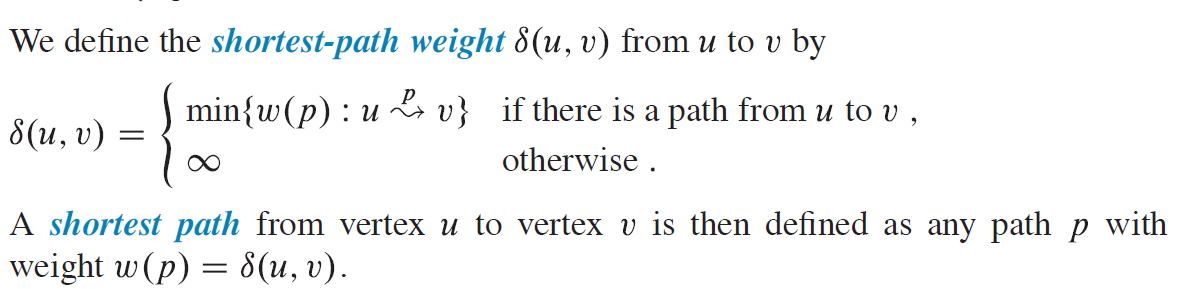 We define the shortest-path weight δ(u, v) from u to v by
δ(u, v) = { min{w(p) : u ᵖ⤳ v} if there is a path from u to v ,
∞ otherwise .
A shortest path from vertex u to vertex v is then defined as any path p with
weight w(p) = δ(u, v).